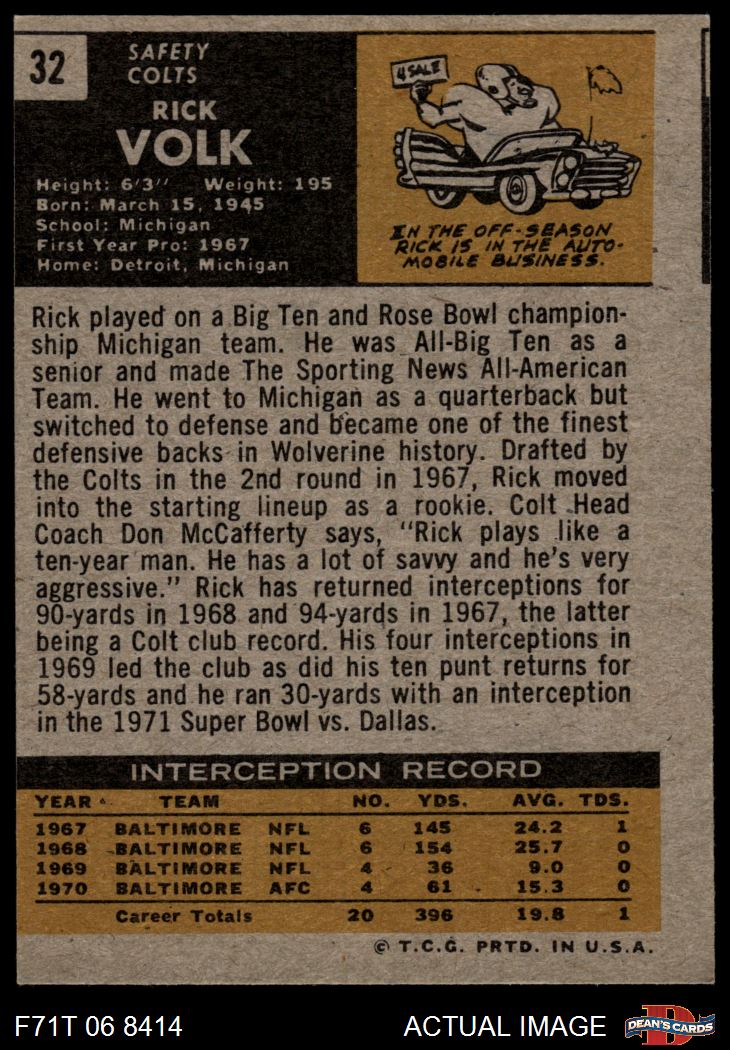 32
SAFETY
COLTS
RICK
VOLK
Height: 6'3" Weight: 195
Born: March 15, 1945
School: Michigan
First Year Pro: 1967
Home: Detroit, Michigan
4 SALE
IN THE OFF-SEASON
RICK IS IN THE AUTO-
MOBILE BUSINESS.
Rick played on a Big Ten and Rose Bowl champion-
ship Michigan team. He was All-Big Ten as a
senior and made The Sporting News All-American
Team. He went to Michigan as a quarterback but
switched to defense and became one of the finest
defensive backs in Wolverine history. Drafted by
the Colts in the 2nd round in 1967, Rick moved
into the starting lineup as a rookie. Colt Head
Coach Don McCafferty says, "Rick plays like a
ten-year man. He has a lot of savvy and he's very
aggressive." Rick has returned interceptions for
90-yards in 1968 and 94-yards in 1967, the latter
being a Colt club record. His four interceptions in
1969 led the club as did his ten punt returns for
58-yards and he ran 30-yards with an interception
in the 1971 Super Bowl vs. Dallas.
INTERCEPTION RECORD
YEAR TEAM NO. YDS. AVG. TDS.
1967 BALTIMORE NFL 6 145 24.2 1
1968 BALTIMORE NFL 6 154 25.7 0
1969 BALTIMORE NFL 4 36 9.0 0
1970 BALTIMORE AFC 4 61 15.3 0
Career Totals 20 396 19.8 1
© T.C.G. PRTD. IN U.S.A.
F71T 06 8414 ACTUAL IMAGE D DEAN'S CARDS